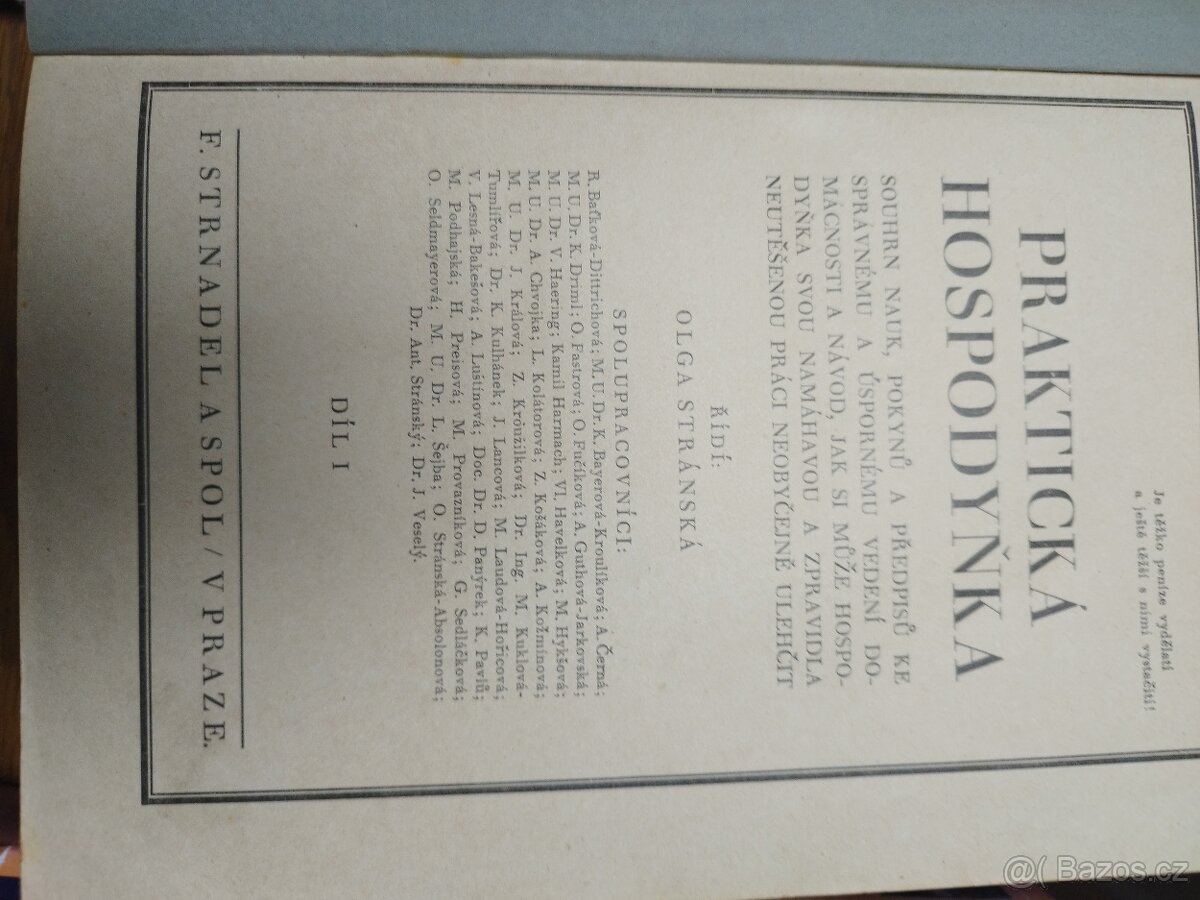 Je těžko peníze vydělati
a ještě těžší s nimi vystačiti!
PRAKTICKÁ
HOSPODYŇKA
SOUHRN NAUK, POKYNŮ A PŘEDPISŮ KE
SPRÁVNÉMU A ÚSPORNÉMU VEDENÍ DO-
MÁCNOSTI A NÁVOD, JAK SI MŮŽE HOSPO-
DYŇKA SVOU NAMÁHAVOU A ZPRAVIDLA
NEUTĚŠENOU PRÁCI NEOBYČEJNĚ ULEHČIT
ŘÍDÍ:
OLGA STRÁNSKÁ
SPOLUPRACOVNÍCI:
R. Baťková-Dittrichová; M. U. Dr. K. Bayerová-Kroulíková; A. Černá;
M. U. Dr. K. Driml; O. Fastrová; O. Fučíková; A. Guthová-Jarkovská;
M. U. Dr. V. Haering; Kamil Harmach; Vl. Havelková; M. Hykšová;
M. U. Dr. A. Chvojka; L. Kolátorová; Z. Košáková; A. Kožmínová;
M. U. Dr. J. Králová; Z. Kröužilková; Dr. Ing. M. Kuklová-
Tumlířová; Dr. K. Kulhánek; J. Lancová; M. Laudová-Hořicová;
V. Lesná-Bakešová; A. Luštínová; Doc. Dr. D. Panýrek; K. Pavlů;
M. Podhajská; H. Preisová; M. Provazníková; G. Sedláčková;
O. Seldmayerová; M. U. Dr. L. Šejba; O. Stránská-Absolonová;
Dr. Ant. Stránský; Dr. J. Veselý.
DÍL I
F. STRNADEL A SPOL / V PRAZE.
@( Bazos.cz